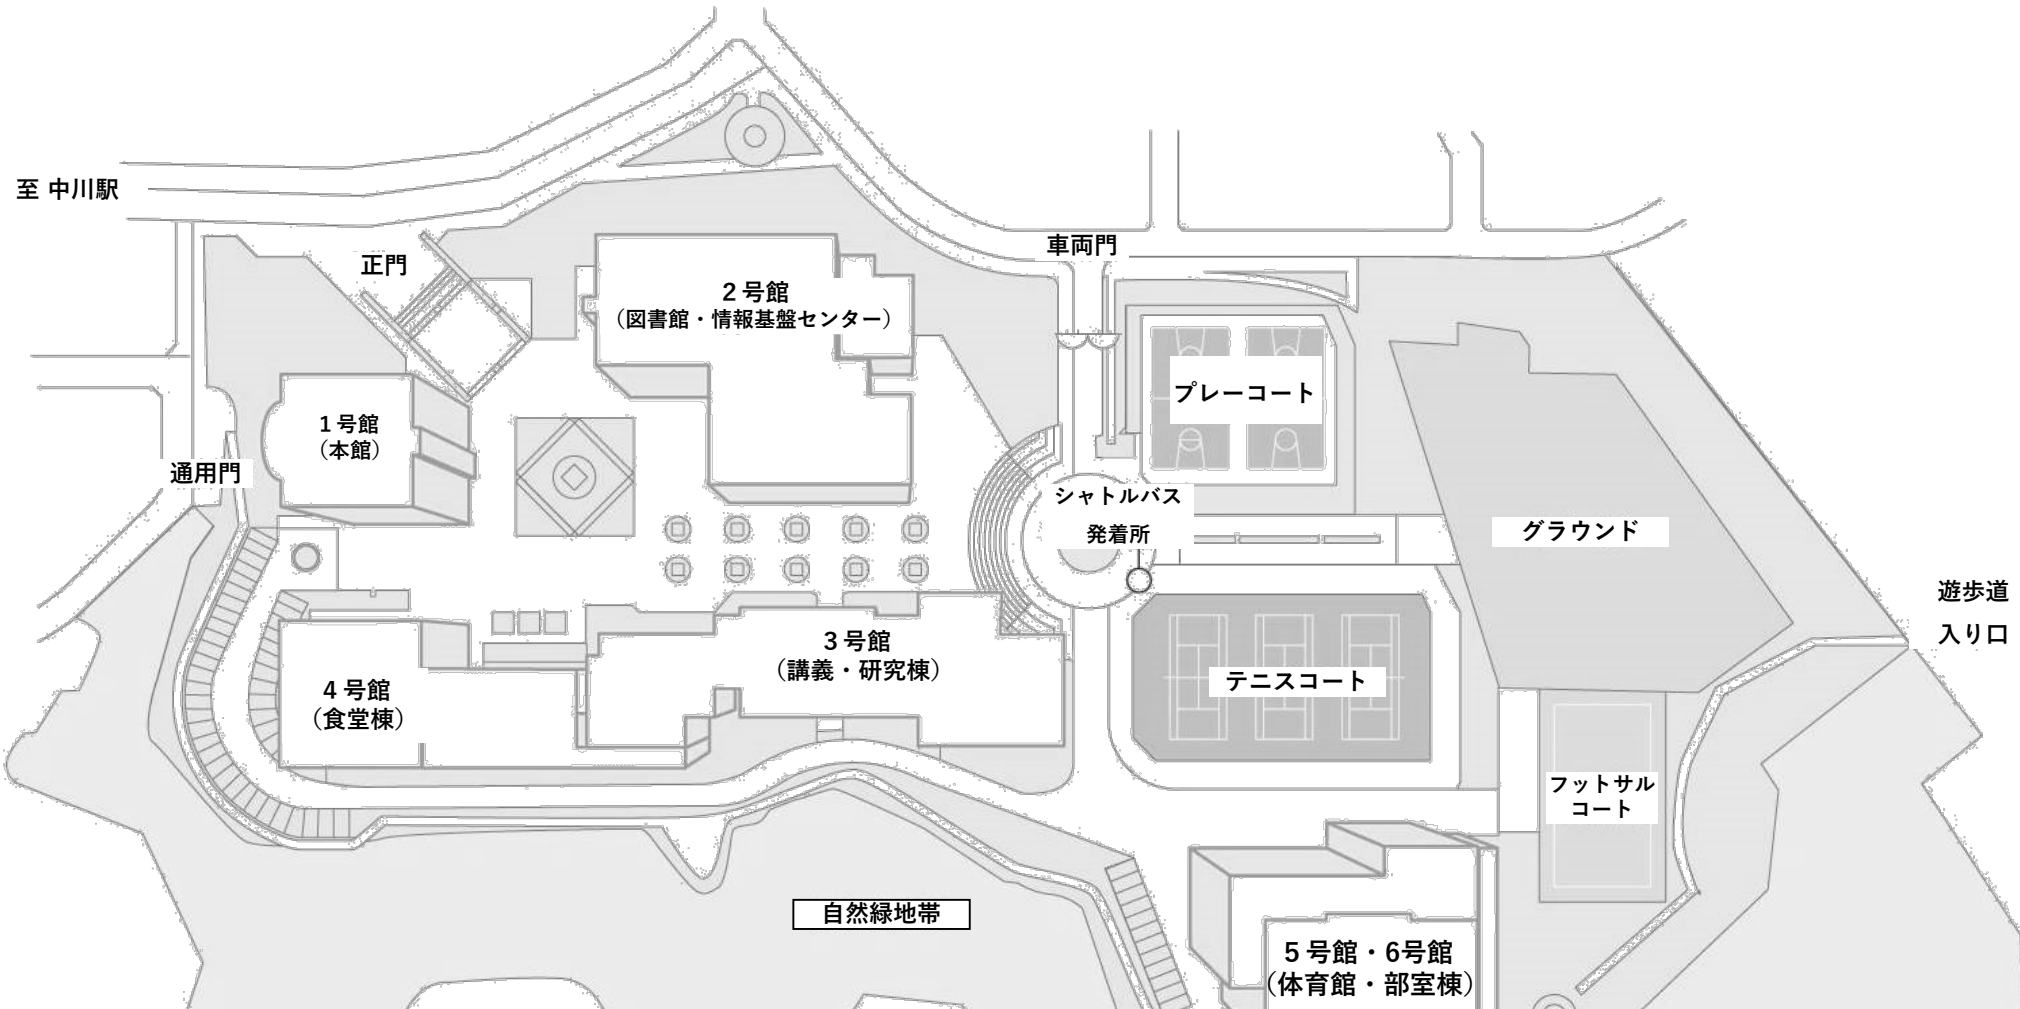 至 中川駅
正門
車両門
2号館
（図書館・情報基盤センター）
プレーコート
1号館
（本館）
通用門
シャトルバス
発着所
グラウンド
遊歩道
入り口
3号館
（講義・研究棟）
テニスコート
4号館
（食堂棟）
フットサル
コート
自然緑地帯
5号館・6号館
（体育館・部室棟）